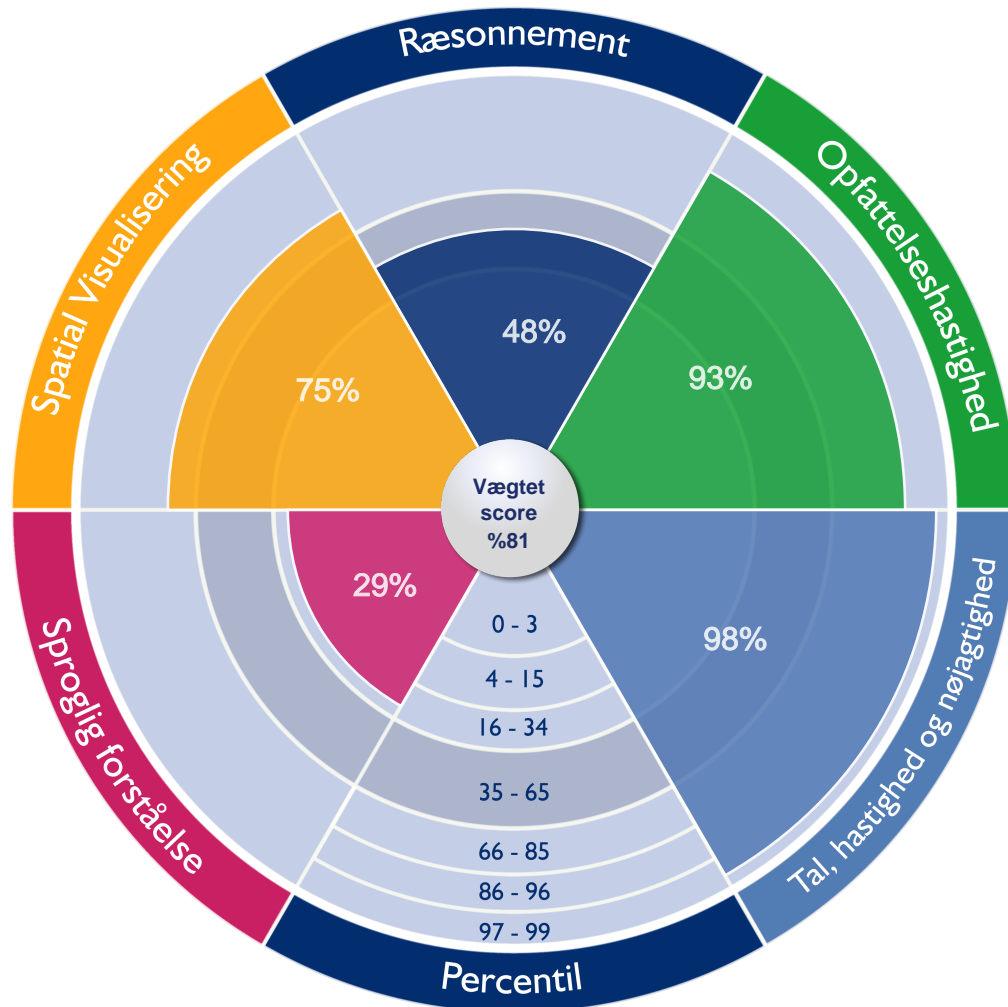 Ræsonnement
Opfattelseshastighed
Spatial Visualisering
48%
93%
75%
Vægtet
score
%81
29%
98%
0 - 3
4 - 15
16 - 34
35 - 65
66 - 85
86 - 96
97 - 99
Sproglig forståelse
Tal, hastighed og nøjagtighed
Percentil